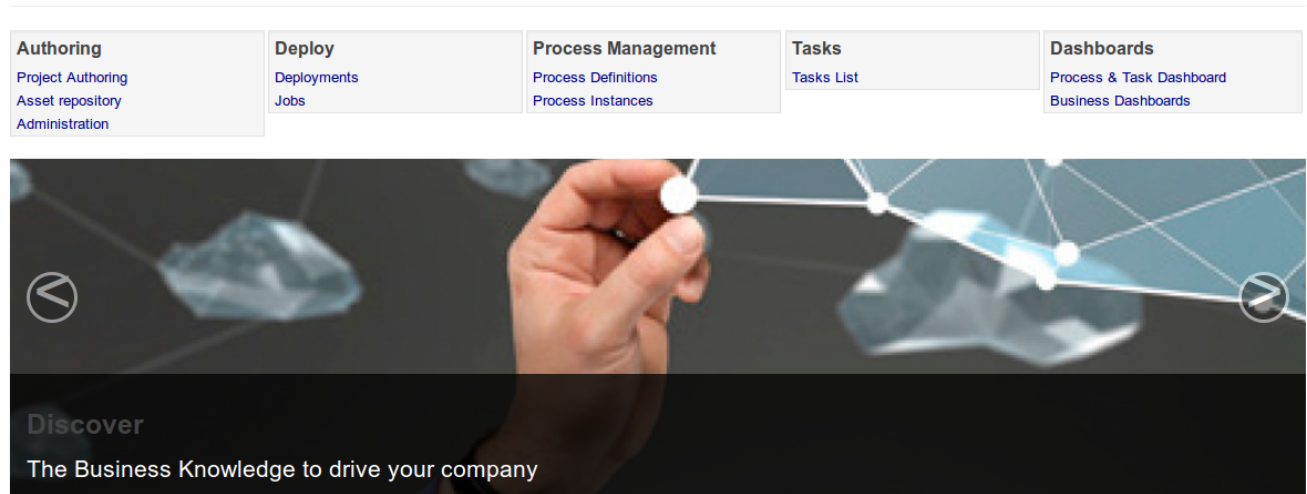 Authoring
Project Authoring
Asset repository
Administration
Deploy
Deployments
Jobs
Process Management
Process Definitions
Process Instances
Tasks
Tasks List
Dashboards
Process & Task Dashboard
Business Dashboards
<
>
Discover
The Business Knowledge to drive your company